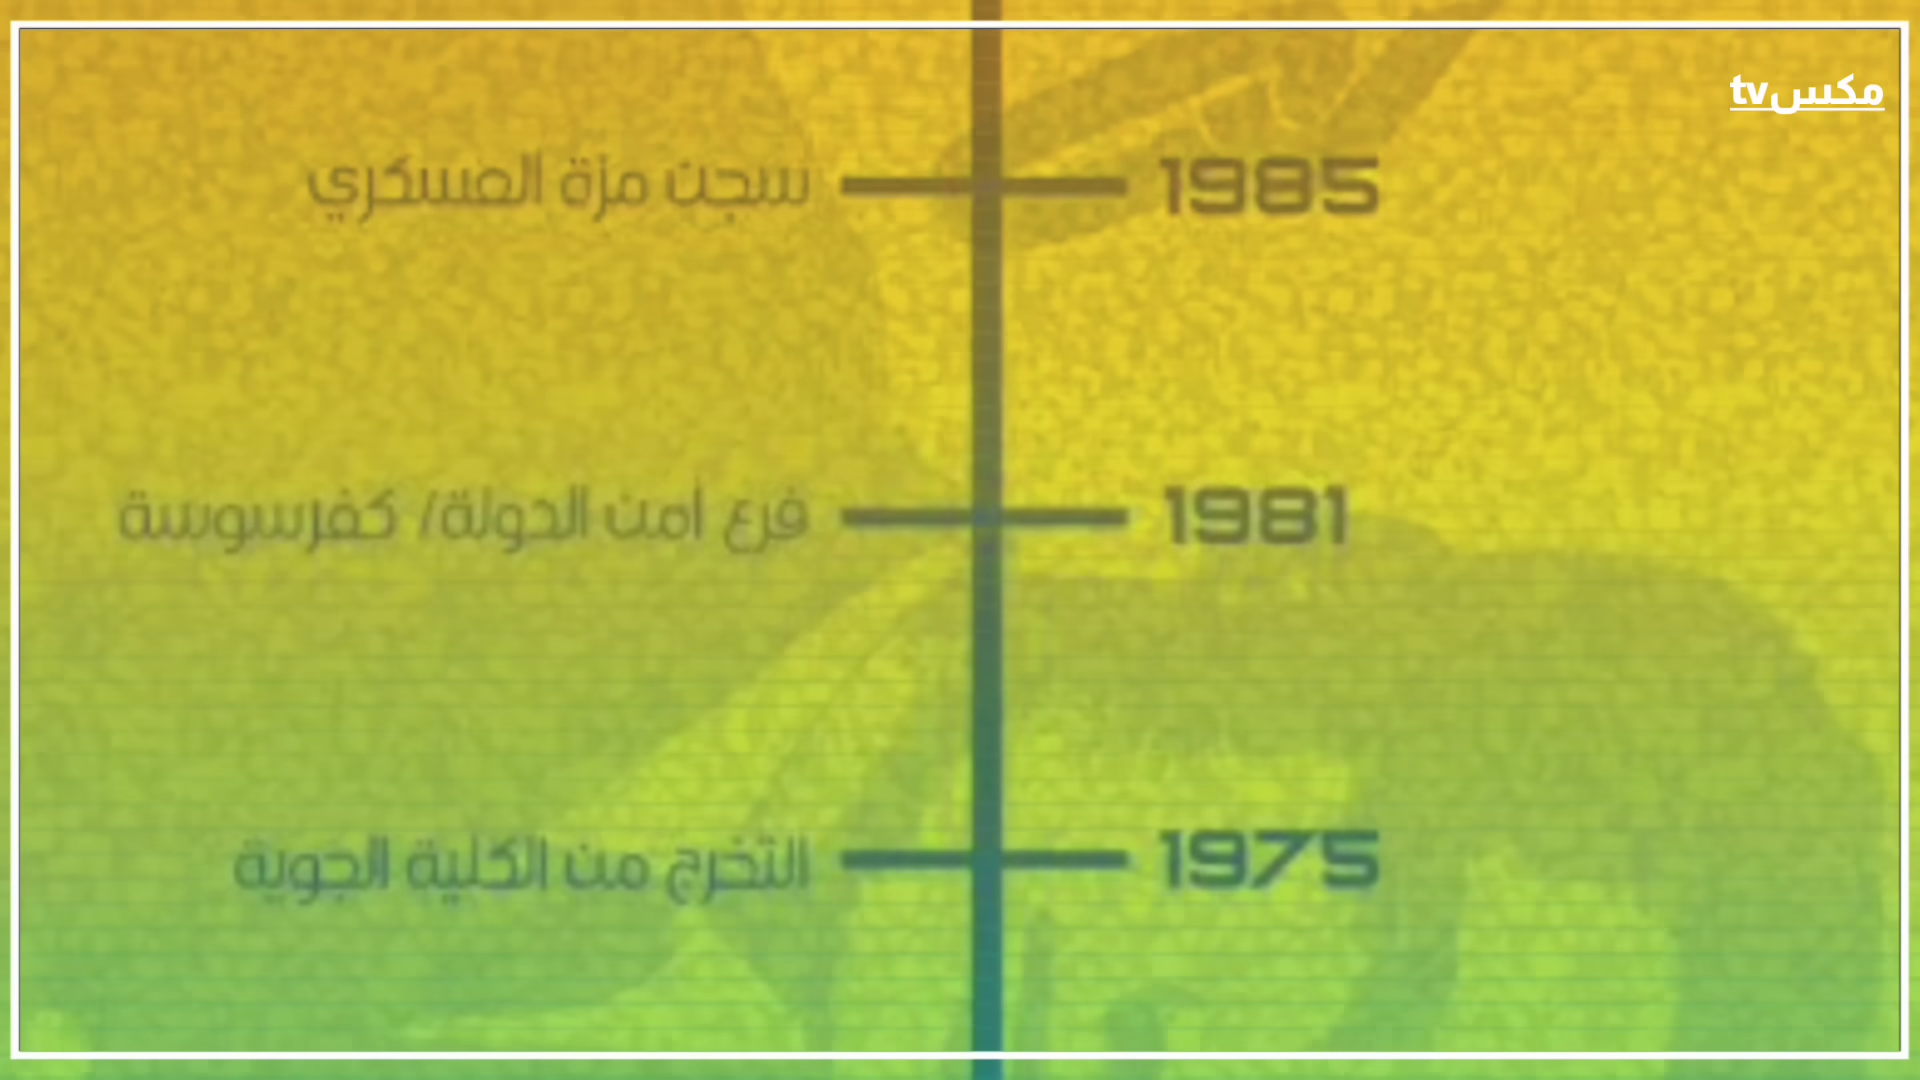 مكسtv
1985 سجن مزة العسكري
1981 فرع أمن الدولة/ كفرسوسة
1975 التخرج من الكلية الجوية